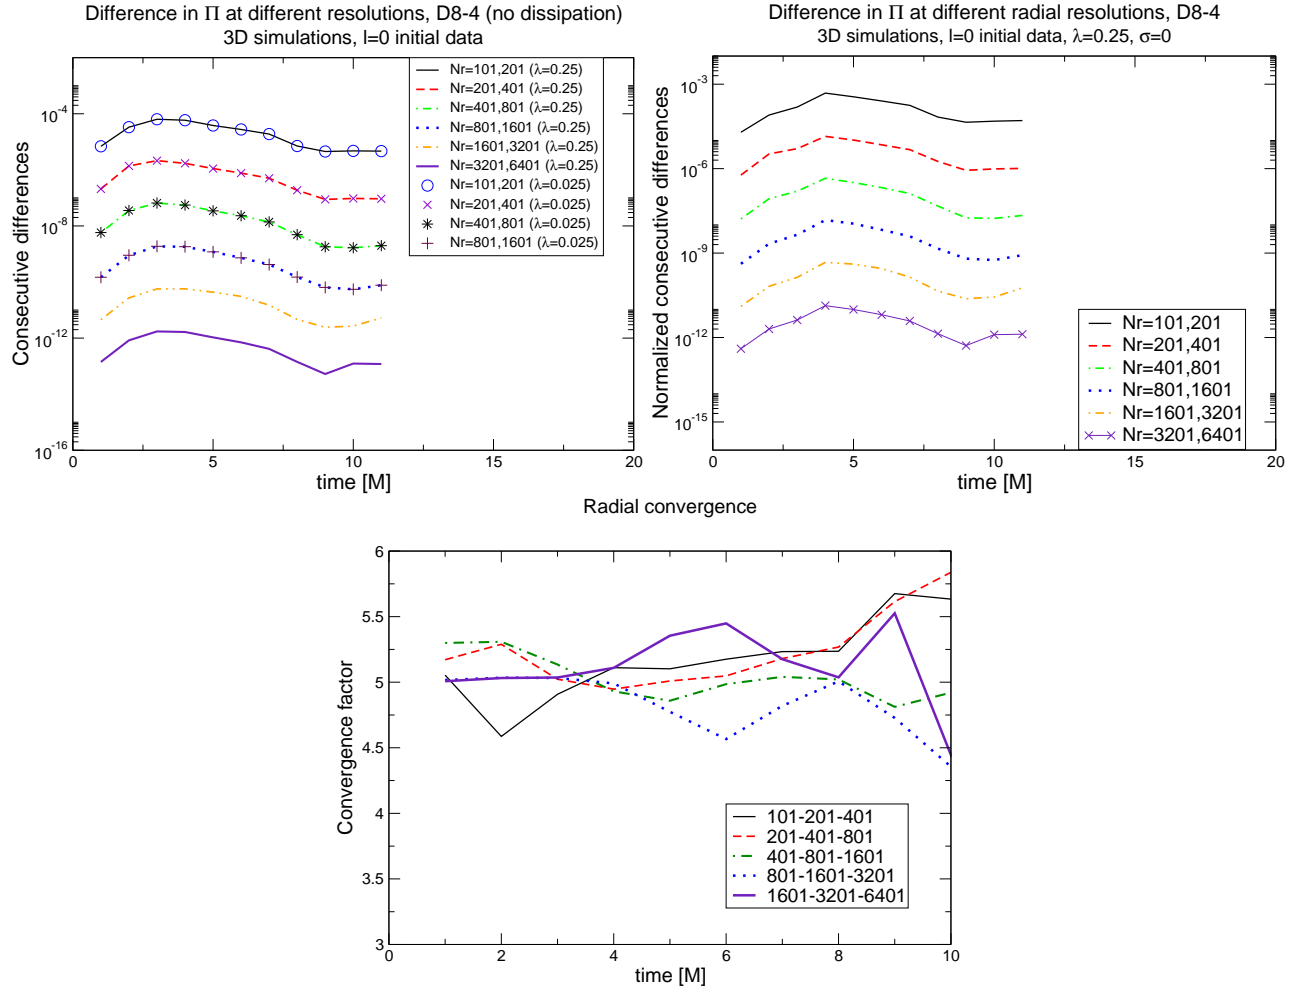 Difference in Π at different resolutions, D8-4 (no dissipation)
3D simulations, l=0 initial data
Consecutive differences
10^-4
10^-8
10^-12
10^-16
0
5
10
15
20
time [M]
Nr=101,201 (λ=0.25)
Nr=201,401 (λ=0.25)
Nr=401,801 (λ=0.25)
Nr=801,1601 (λ=0.25)
Nr=1601,3201 (λ=0.25)
Nr=3201,6401 (λ=0.25)
Nr=101,201 (λ=0.025)
Nr=201,401 (λ=0.025)
Nr=401,801 (λ=0.025)
Nr=801,1601 (λ=0.025)
Difference in Π at different radial resolutions, D8-4
3D simulations, l=0 initial data, λ=0.25, σ=0
Normalized consecutive differences
10^-3
10^-6
10^-9
10^-12
10^-15
0
5
10
15
20
time [M]
Nr=101,201
Nr=201,401
Nr=401,801
Nr=801,1601
Nr=1601,3201
Nr=3201,6401
Radial convergence
Convergence factor
6
5.5
5
4.5
4
3.5
3
0
2
4
6
8
10
time [M]
101-201-401
201-401-801
401-801-1601
801-1601-3201
1601-3201-6401